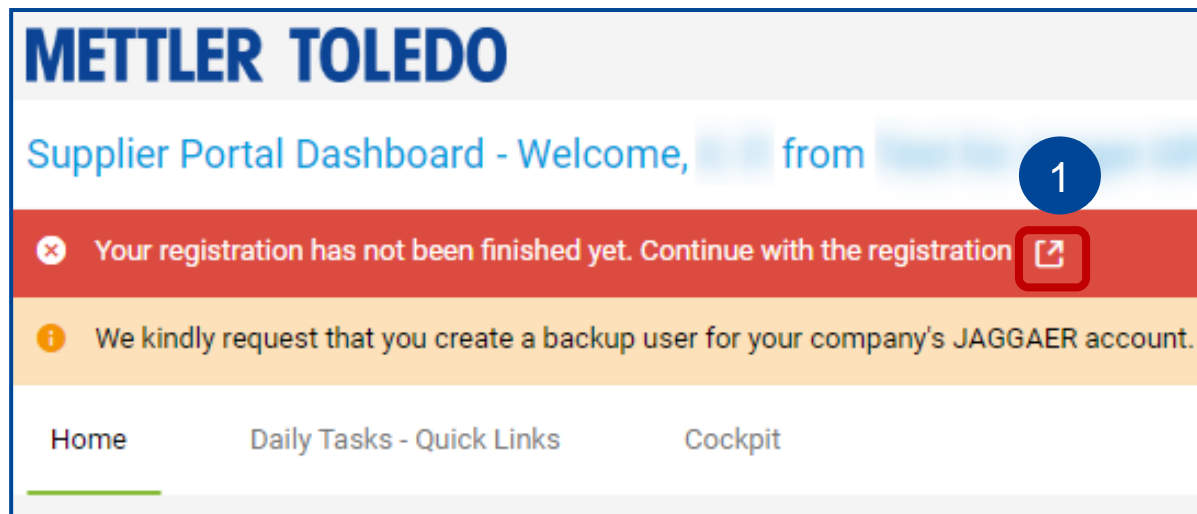 METTLER TOLEDO
Supplier Portal Dashboard - Welcome, from
1
Your registration has not been finished yet. Continue with the registration
We kindly request that you create a backup user for your company's JAGGAER account.
Home Daily Tasks - Quick Links Cockpit